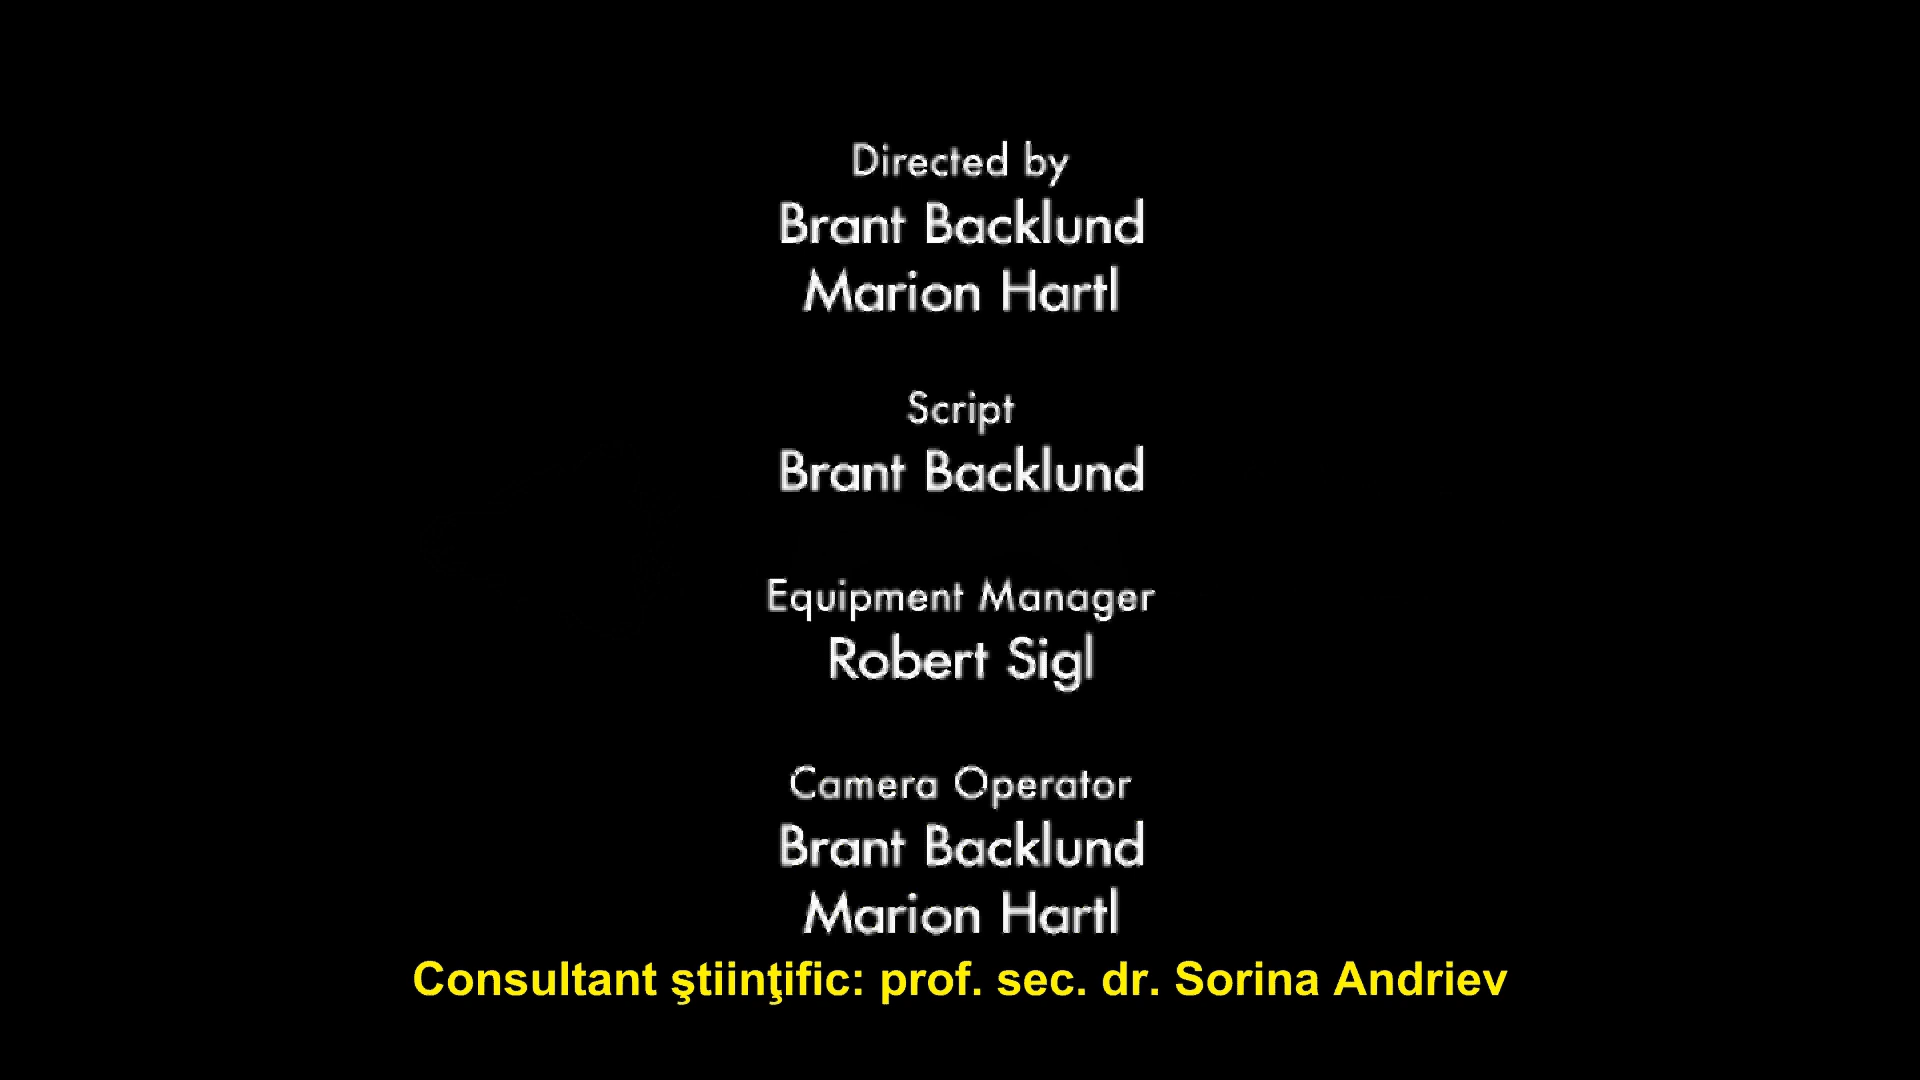 Directed by
Brant Backlund
Marion Hartl
Script
Brant Backlund
Equipment Manager
Robert Sigl
Camera Operator
Brant Backlund
Marion Hartl
Consultant ştiinţific: prof. sec. dr. Sorina Andriev